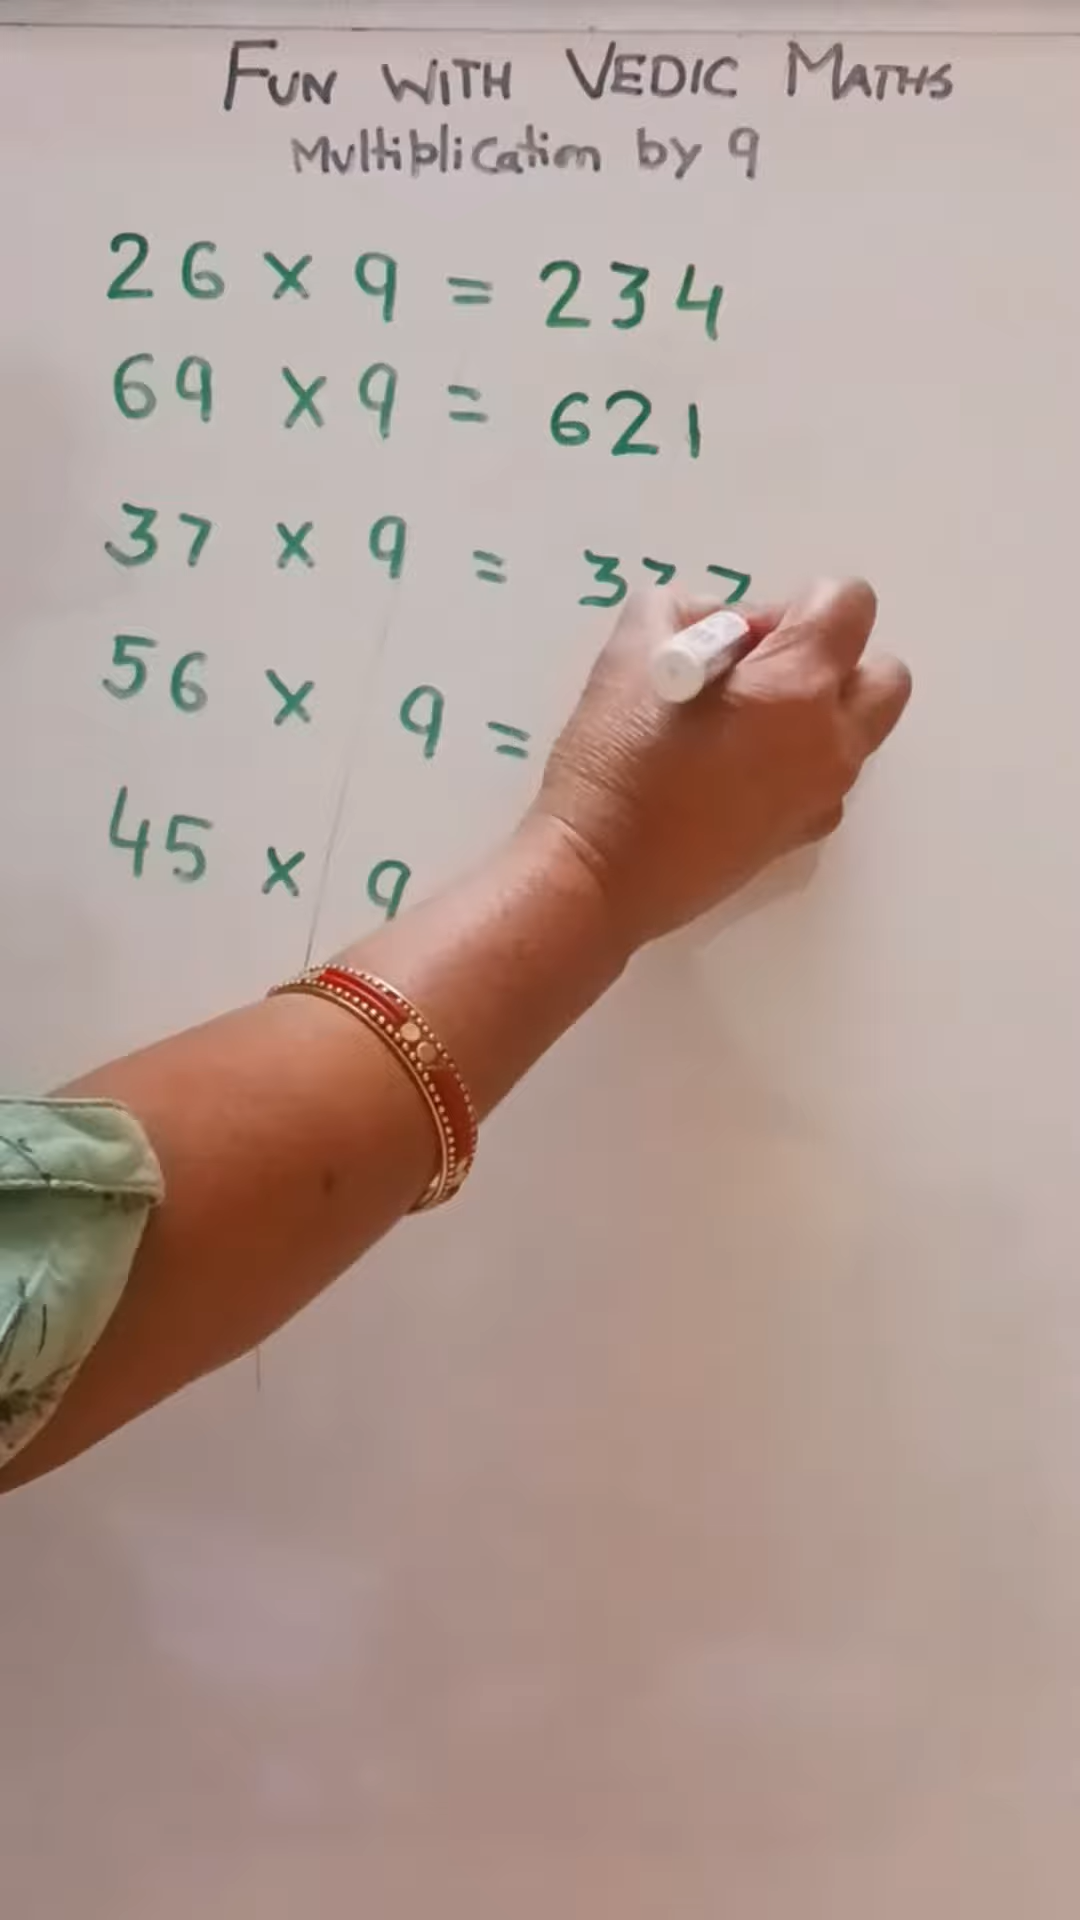 FUN WITH VEDIC MATHS
Multiplication by 9
26 × 9 = 234
69 × 9 = 621
37 × 9 = 333
56 × 9 =
45 × 9